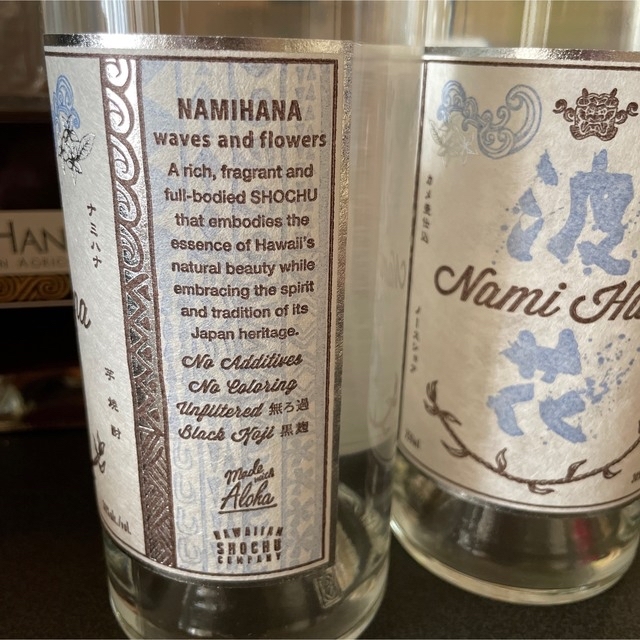 NAMIHANA
waves and flowers
A rich, fragrant and
full-bodied SHOCHU
that embodies the
essence of Hawaii's
natural beauty while
embracing the spirit
and tradition of its
Japan heritage.
No Additives
No Coloring
Unfiltered 無ろ過
Black Koji 黒麹
Made with
Aloha
HAWAIIAN
SHOCHU
COMPANY
ナミハナ
芋焼酎
波
Nami Ha
花